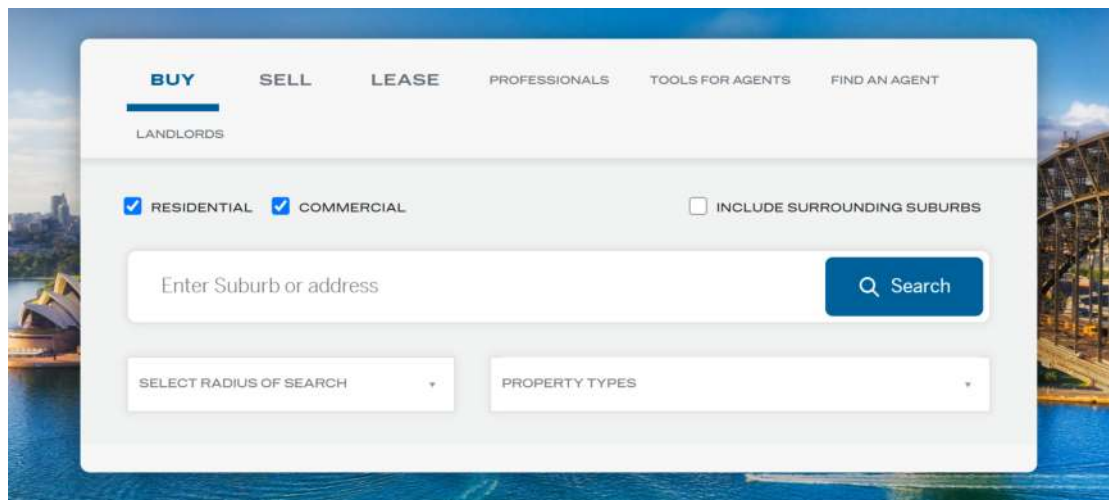 BUY SELL LEASE PROFESSIONALS TOOLS FOR AGENTS FIND AN AGENT
LANDLORDS
RESIDENTIAL COMMERCIAL INCLUDE SURROUNDING SUBURBS
Enter Suburb or address Search
SELECT RADIUS OF SEARCH PROPERTY TYPES